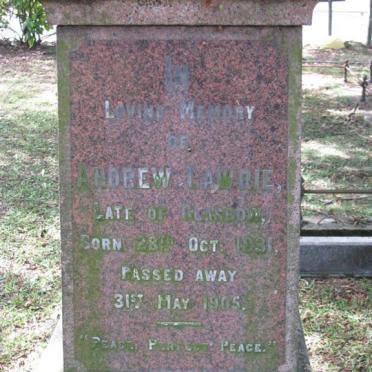 IN
LOVING MEMORY
OF
ANDREW LAWRIE,
LATE OF GLASGOW,
BORN 28TH OCT. 1831,
PASSED AWAY
31ST MAY 1905.
"PEACE, PERFECT PEACE."